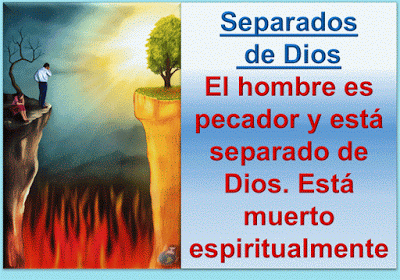 Separados
de Dios
El hombre es
pecador y está
separado de
Dios. Está
muerto
espiritualmente